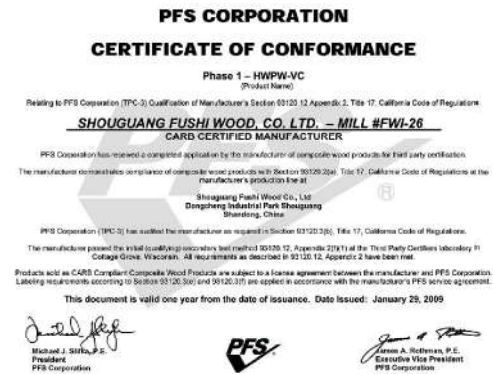 PFS CORPORATION
CERTIFICATE OF CONFORMANCE
Phase 1 – HWPW-VC
(Product Name)
Relating to PFS Corporation (TPC-3) Qualification of Manufacturer's Section 93120.12 Appendix 2, Title 17, California Code of Regulations
SHOUGUANG FUSHI WOOD, CO. LTD. – MILL #FWI-26
CARB CERTIFIED MANUFACTURER
PFS Corporation has received a completed application by the manufacturer of composite wood products for third party certification.
The manufacturer demonstrates compliance of composite wood products with Section 93120.2(a), Title 17, California Code of Regulations at the
manufacturer's production line at
Shouguang Fushi Wood Co., Ltd
Dongcheng Industrial Park Shouguang
Shandong, China
PFS Corporation (TPC-3) has audited the manufacturer as required in Section 93120.3(b), Title 17, California Code of Regulations.
The manufacturer passed the initial (qualifying) secondary test method 93120.12, Appendix 2(f)(1) at the Third Party Certifiers laboratory in
Cottage Grove, Wisconsin. All requirements as described in 93120.12, Appendix 2 have been met.
Products sold as CARB Compliant Composite Wood Products are subject to a license agreement between the manufacturer and PFS Corporation.
Labeling requirements according to Section 93120.3(e) and 93120.3(f) are applied in accordance with the manufacturer's PFS service agreement.
This document is valid one year from the date of issuance. Date Issued: January 29, 2009
Michael J. Slifka, P.E.
President
PFS Corporation
PFS
James A. Rothman, P.E.
Executive Vice President
PFS Corporation